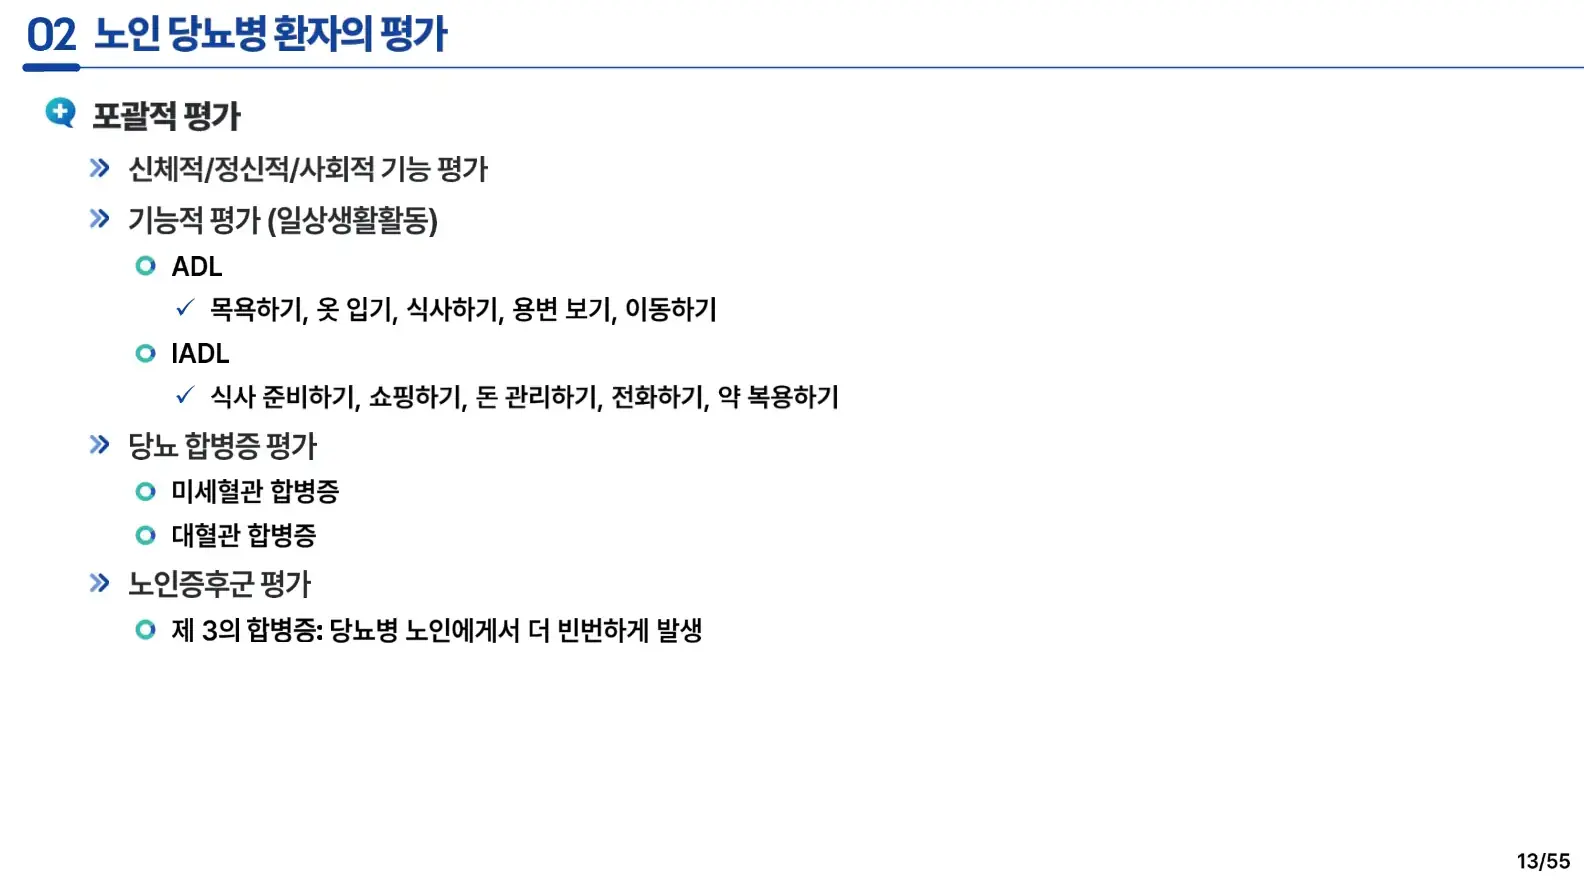 02 노인 당뇨병 환자의 평가
포괄적 평가
신체적/정신적/사회적 기능 평가
기능적 평가 (일상생활활동)
ADL
목욕하기, 옷 입기, 식사하기, 용변 보기, 이동하기
IADL
식사 준비하기, 쇼핑하기, 돈 관리하기, 전화하기, 약 복용하기
당뇨 합병증 평가
미세혈관 합병증
대혈관 합병증
노인증후군 평가
제 3의 합병증: 당뇨병 노인에게서 더 빈번하게 발생
13/55